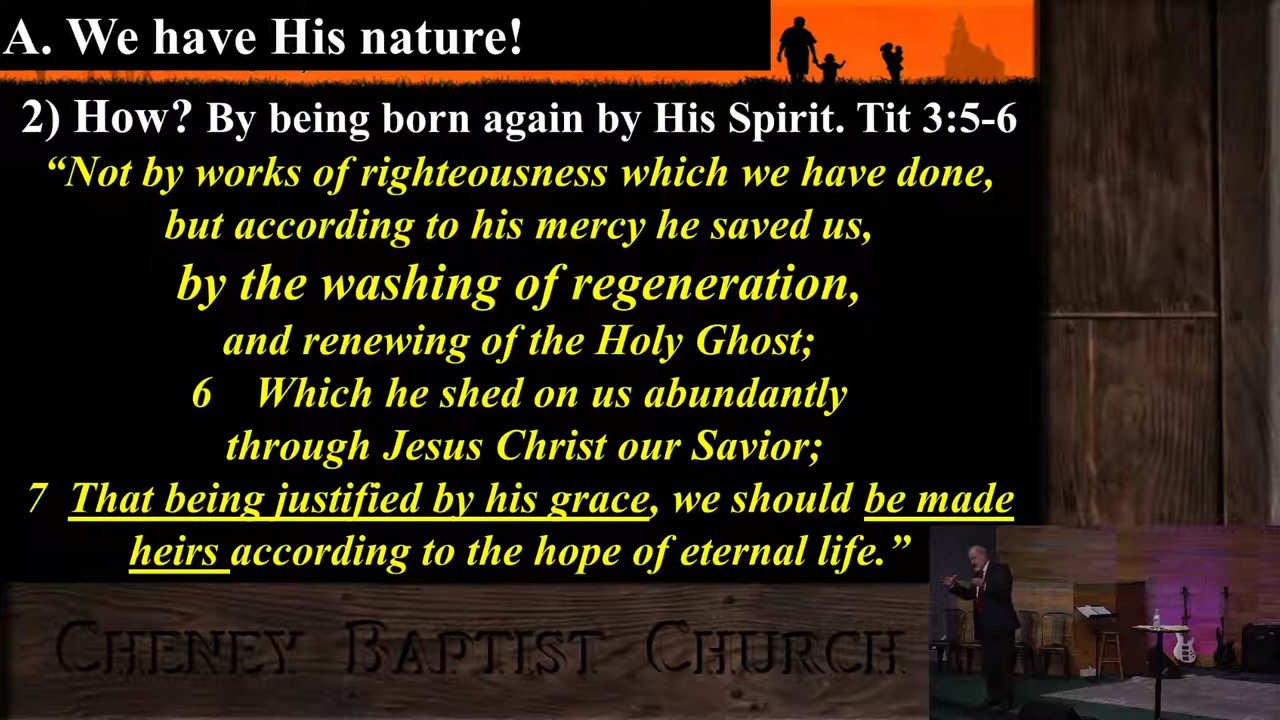 A. We have His nature!
2) How? By being born again by His Spirit. Tit 3:5-6
“Not by works of righteousness which we have done,
but according to his mercy he saved us,
by the washing of regeneration,
and renewing of the Holy Ghost;
6 Which he shed on us abundantly
through Jesus Christ our Savior;
7 That being justified by his grace, we should be made
heirs according to the hope of eternal life.”
Cheney Baptist Church